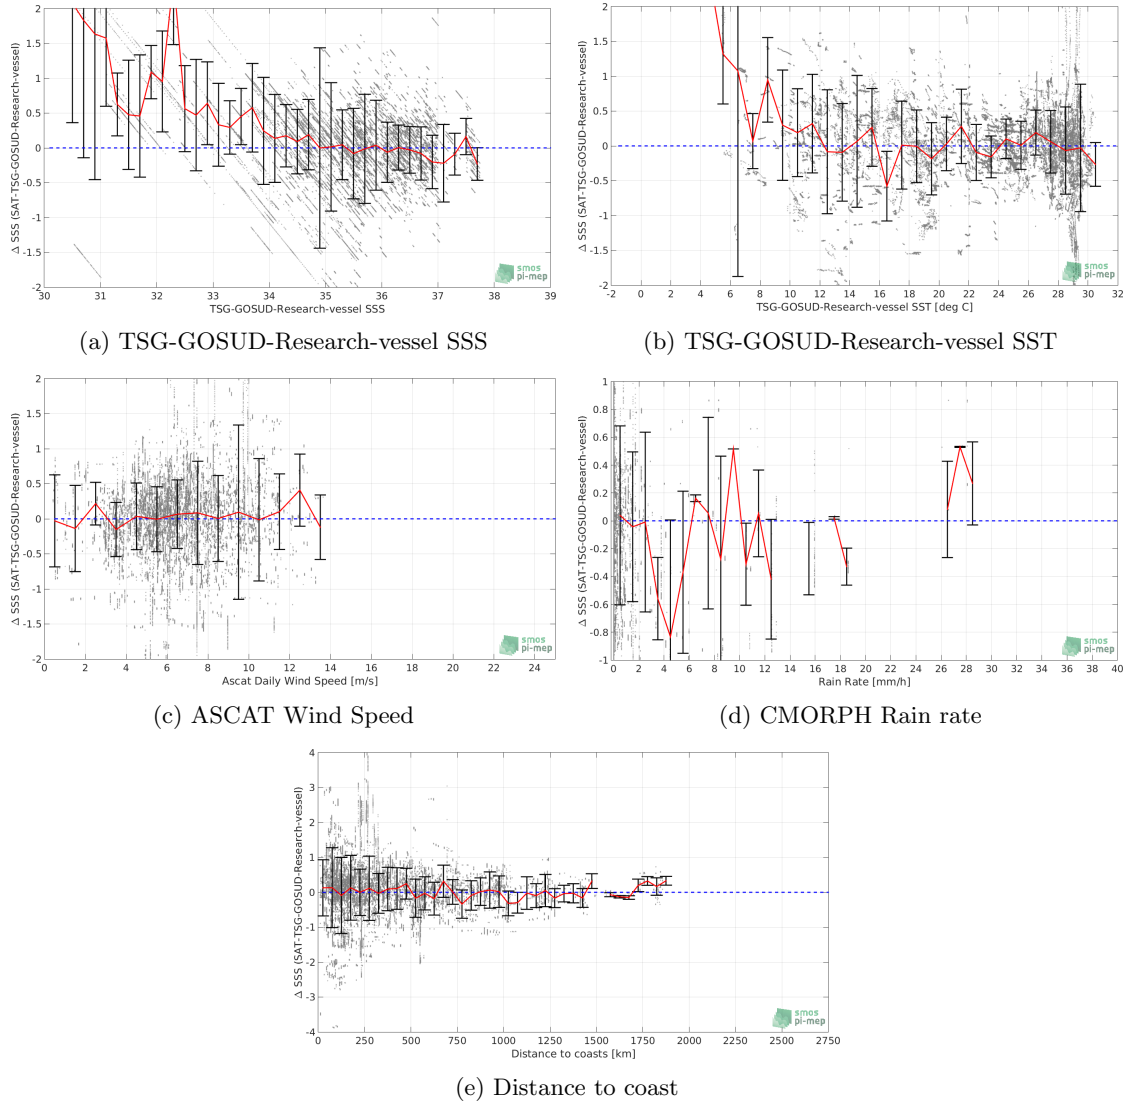 Δ SSS (SAT-TSG-GOSUD-Research-vessel)
2
1.5
1
0.5
0
-0.5
-1
-1.5
-2
30 31 32 33 34 35 36 37 38 39
TSG-GOSUD-Research-vessel SSS
smos
pi-mep
(a) TSG-GOSUD-Research-vessel SSS
Δ SSS (SAT-TSG-GOSUD-Research-vessel)
2
1.5
1
0.5
0
-0.5
-1
-1.5
-2
-2 0 2 4 6 8 10 12 14 16 18 20 22 24 26 28 30 32
TSG-GOSUD-Research-vessel SST [deg C]
smos
pi-mep
(b) TSG-GOSUD-Research-vessel SST
Δ SSS (SAT-TSG-GOSUD-Research-vessel)
2
1.5
1
0.5
0
-0.5
-1
-1.5
-2
0 2 4 6 8 10 12 14 16 18 20 22 24
Ascat Daily Wind Speed [m/s]
smos
pi-mep
(c) ASCAT Wind Speed
Δ SSS (SAT-TSG-GOSUD-Research-vessel)
1
0.8
0.6
0.4
0.2
0
-0.2
-0.4
-0.6
-0.8
-1
0 2 4 6 8 10 12 14 16 18 20 22 24 26 28 30 32 34 36 38 40
Rain Rate [mm/h]
smos
pi-mep
(d) CMORPH Rain rate
Δ SSS (SAT-TSG-GOSUD-Research-vessel)
4
3
2
1
0
-1
-2
-3
-4
0 250 500 750 1000 1250 1500 1750 2000 2250 2500 2750
Distance to coasts [km]
smos
pi-mep
(e) Distance to coast